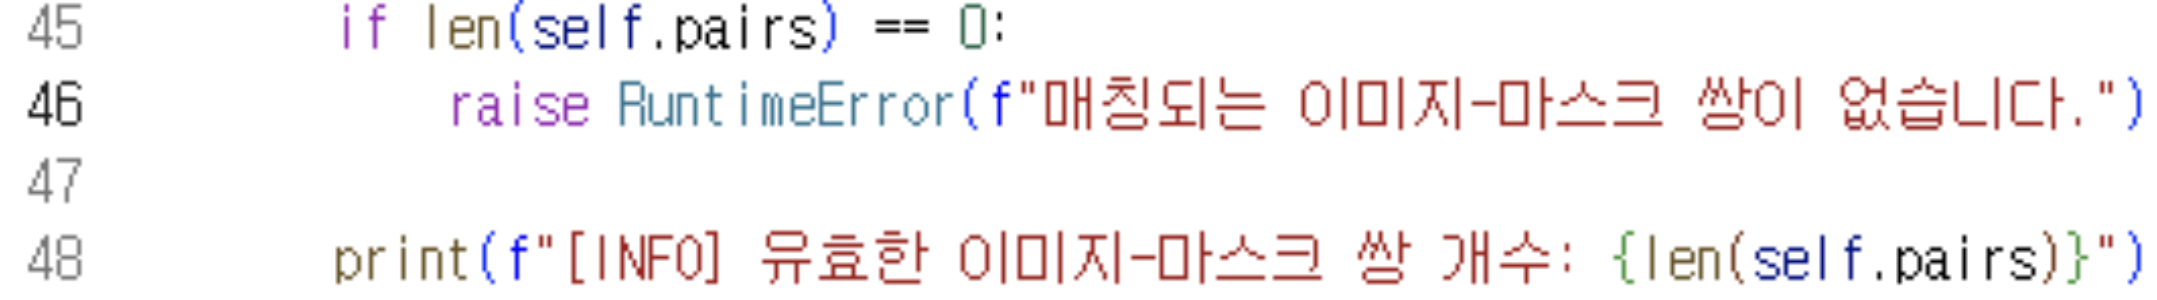 45 if len(self.pairs) == 0:
46 raise RuntimeError(f"매칭되는 이미지-마스크 쌍이 없습니다.")
47
48 print(f"[INFO] 유효한 이미지-마스크 쌍 개수: {len(self.pairs)}")